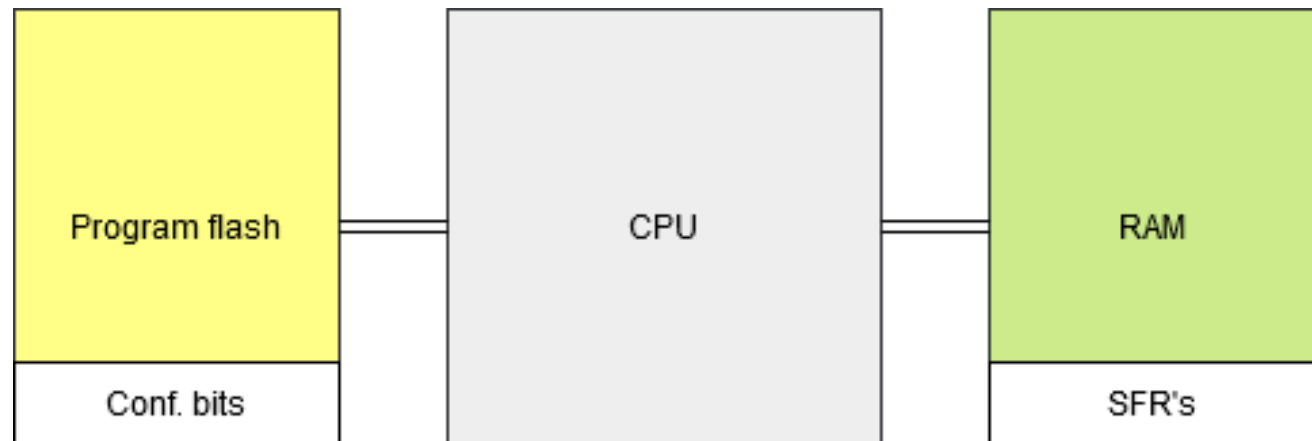 Program flash
CPU
RAM
Conf. bits
SFR's